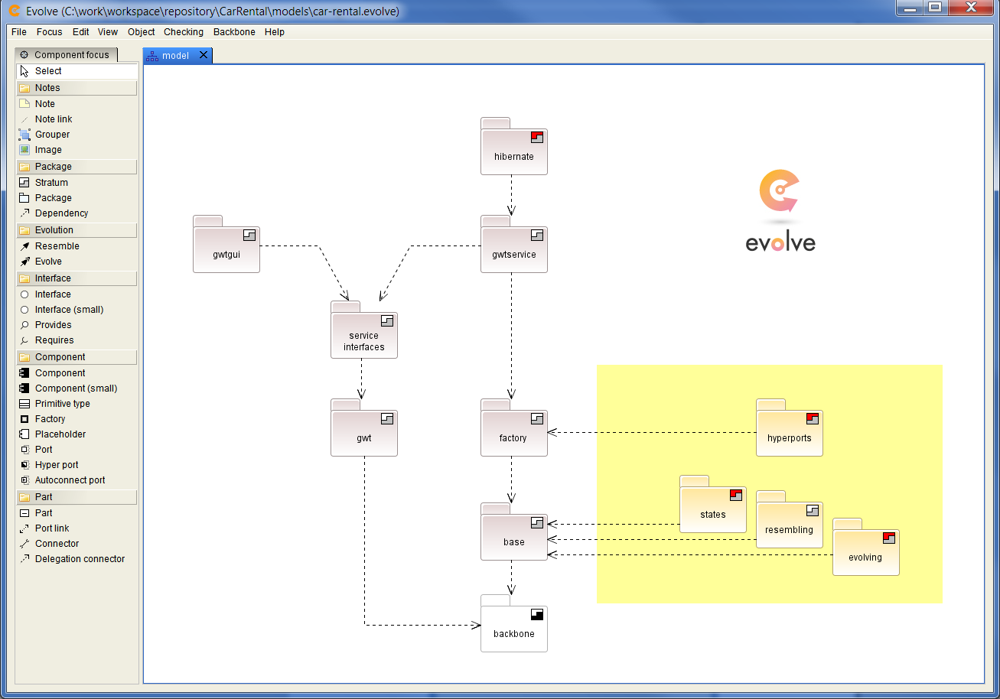 Evolve (C:\work\workspace\repository\CarRental\models\car-rental.evolve)
File Focus Edit View Object Checking Backbone Help
Component focus
Select
Notes
Note
Note link
Grouper
Image
Package
Stratum
Package
Dependency
Evolution
Resemble
Evolve
Interface
Interface
Interface (small)
Provides
Requires
Component
Component
Component (small)
Primitive type
Factory
Placeholder
Port
Hyper port
Autoconnect port
Part
Part
Port link
Connector
Delegation connector
model
hibernate
evolve
gwtgui
gwtservice
service
interfaces
gwt
factory
hyperports
states
resembling
base
evolving
backbone